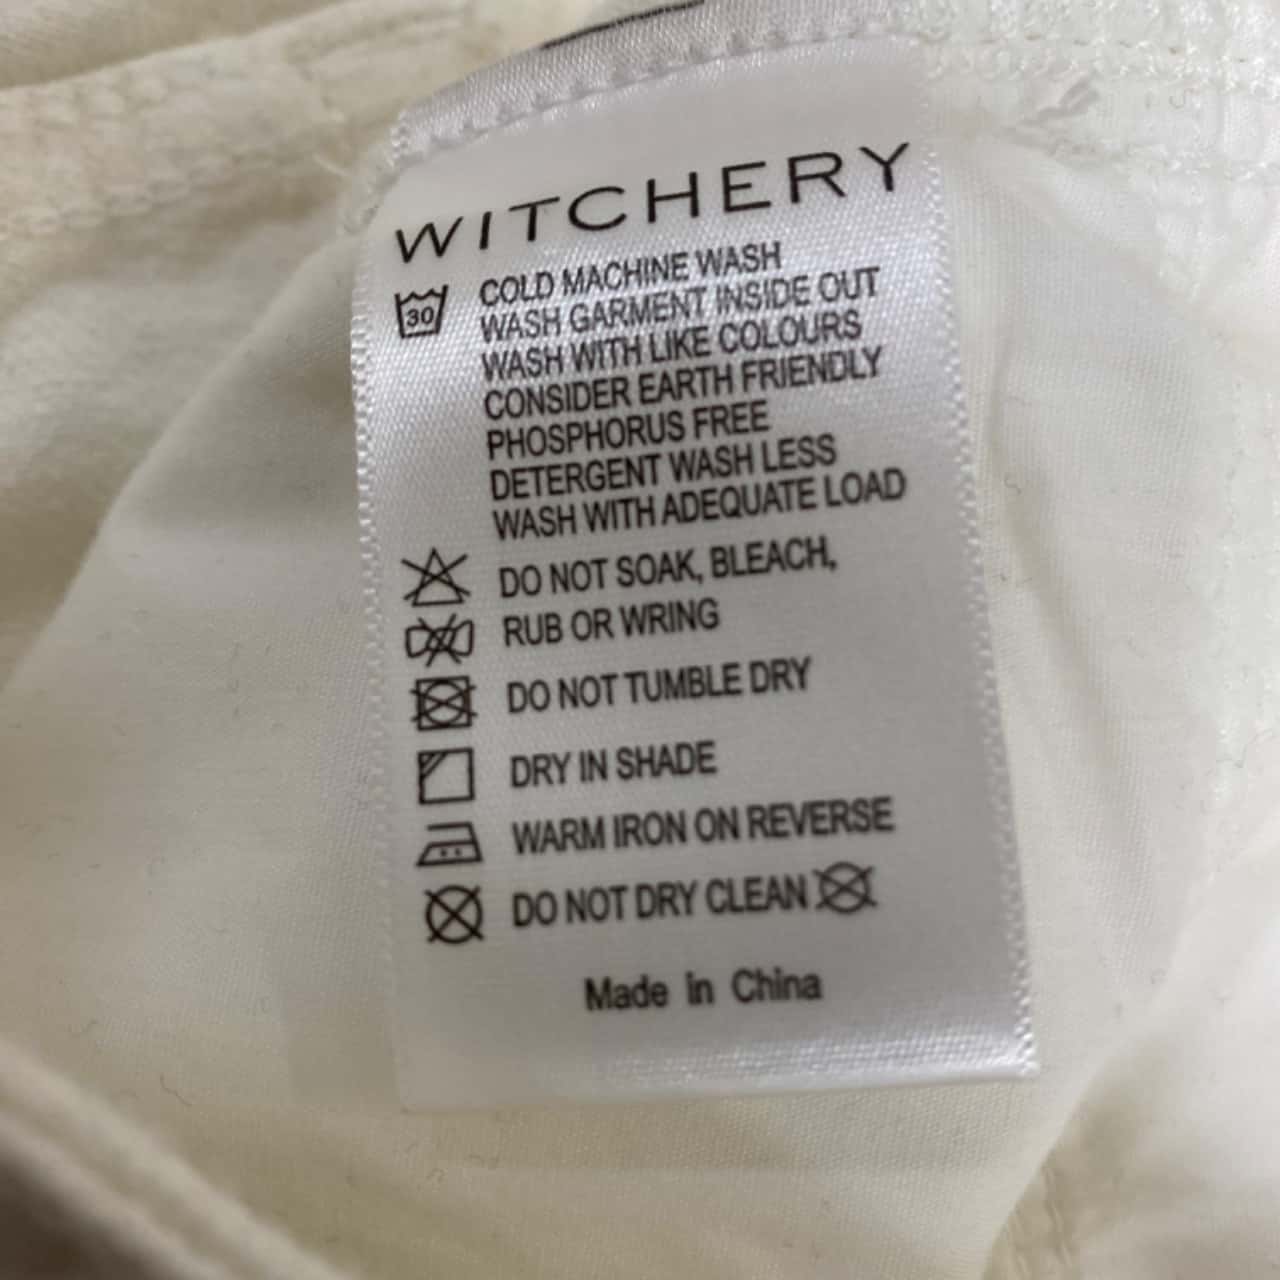 WITCHERY
30
COLD MACHINE WASH
WASH GARMENT INSIDE OUT
WASH WITH LIKE COLOURS
CONSIDER EARTH FRIENDLY
PHOSPHORUS FREE
DETERGENT WASH LESS
WASH WITH ADEQUATE LOAD
DO NOT SOAK, BLEACH,
RUB OR WRING
DO NOT TUMBLE DRY
DRY IN SHADE
WARM IRON ON REVERSE
DO NOT DRY CLEAN
Made in China